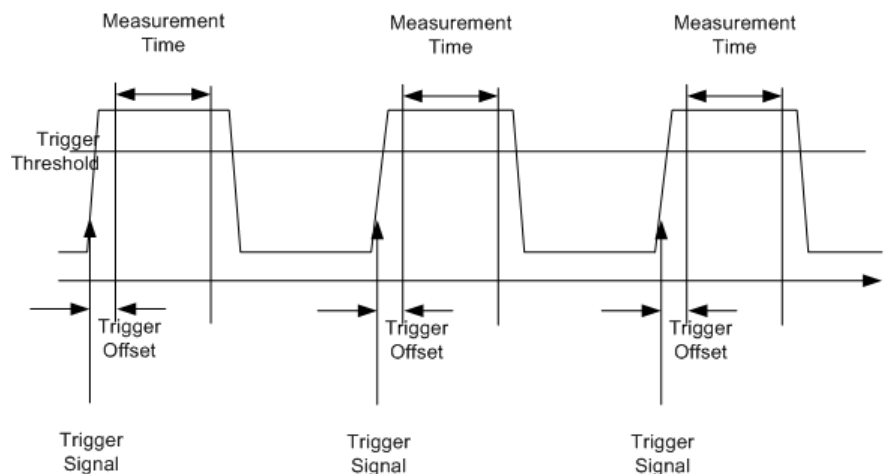 Measurement
Time
Measurement
Time
Measurement
Time
Trigger
Threshold
Trigger
Offset
Trigger
Offset
Trigger
Offset
Trigger
Signal
Trigger
Signal
Trigger
Signal